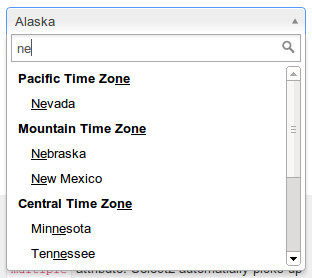 Alaska
ne
Pacific Time Zone
Nevada
Mountain Time Zone
Nebraska
New Mexico
Central Time Zone
Minnesota
Tennessee
attribute. Select2 automatically picks up